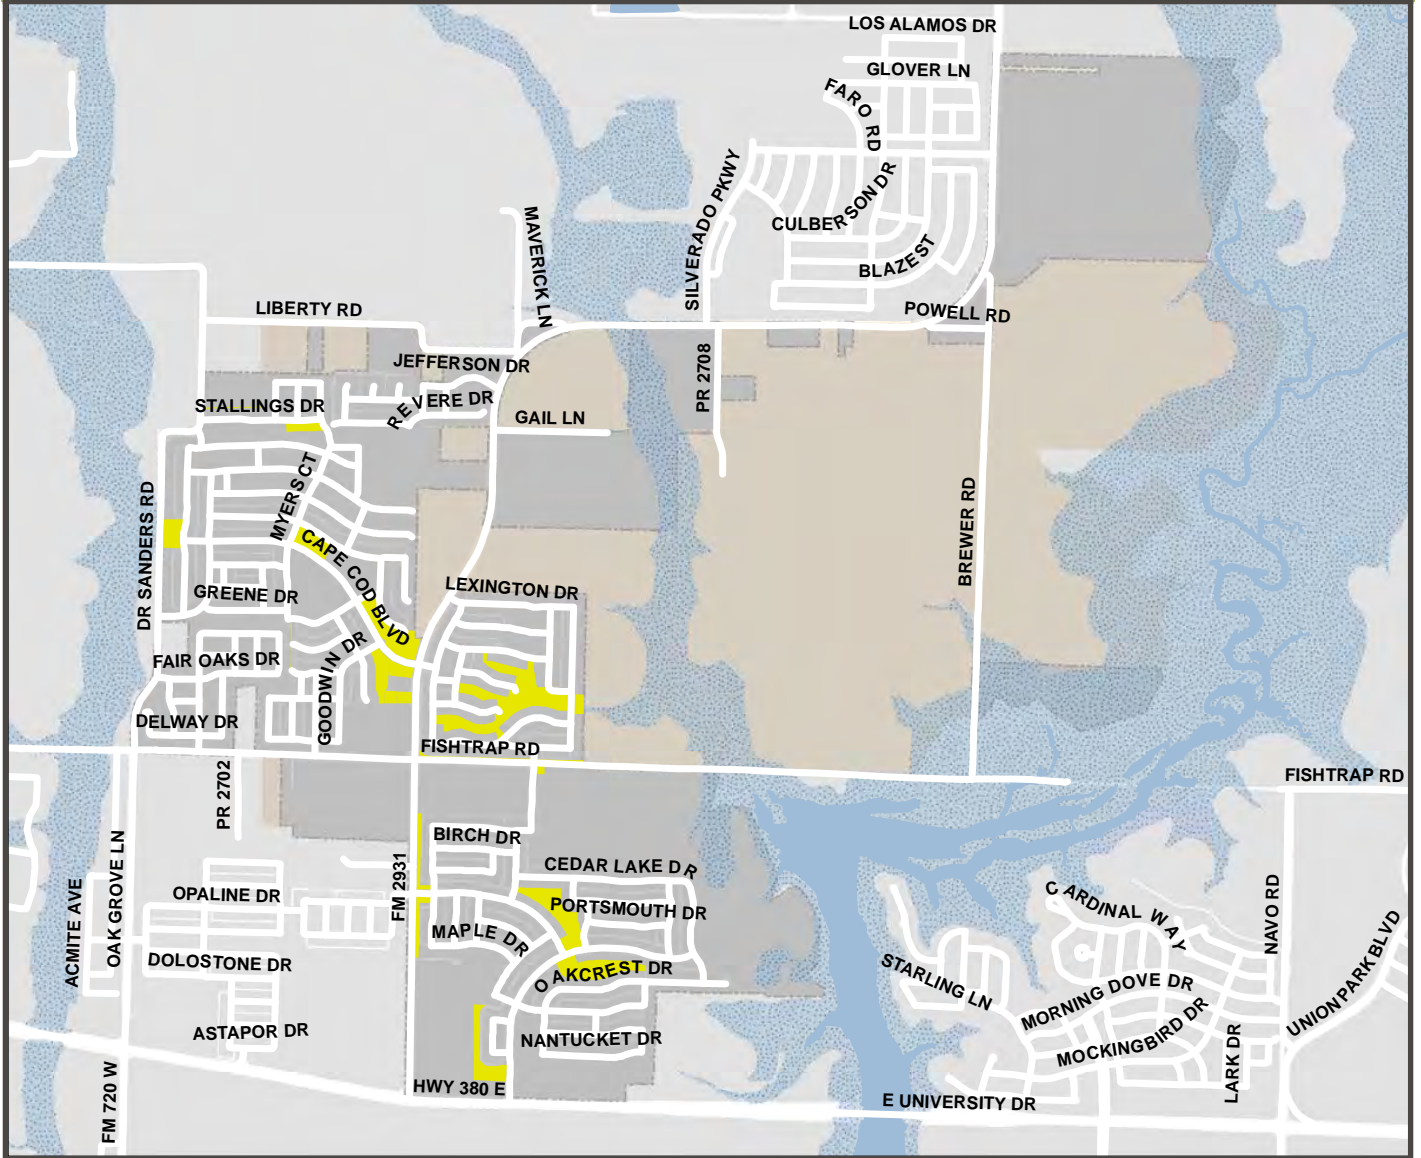 LOS ALAMOS DR
GLOVER LN
FARO RD
SILVERADO PKWY
CULBERSON DR
BLAZE ST
MAVERICK LN
LIBERTY RD
POWELL RD
JEFFERSON DR
PR 2708
REVERE DR
STALLINGS DR
GAIL LN
MYERS CT
DR SANDERS RD
BREWER RD
CAPE COD BLVD
LEXINGTON DR
GREENE DR
GOODWIN DR
FAIR OAKS DR
DELWAY DR
FISHTRAP RD
FISHTRAP RD
PR 2702
BIRCH DR
CEDAR LAKE DR
FM 2931
OPALINE DR
PORTSMOUTH DR
CARDINAL WAY
NAVO RD
ACMITE AVE
OAK GROVE LN
MAPLE DR
UNION PARK BLVD
DOLOSTONE DR
OAKCREST DR
STARLING LN
MORNING DOVE DR
ASTAPOR DR
NANTUCKET DR
MOCKINGBIRD DR
LARK DR
HWY 380 E
E UNIVERSITY DR
FM 720 W